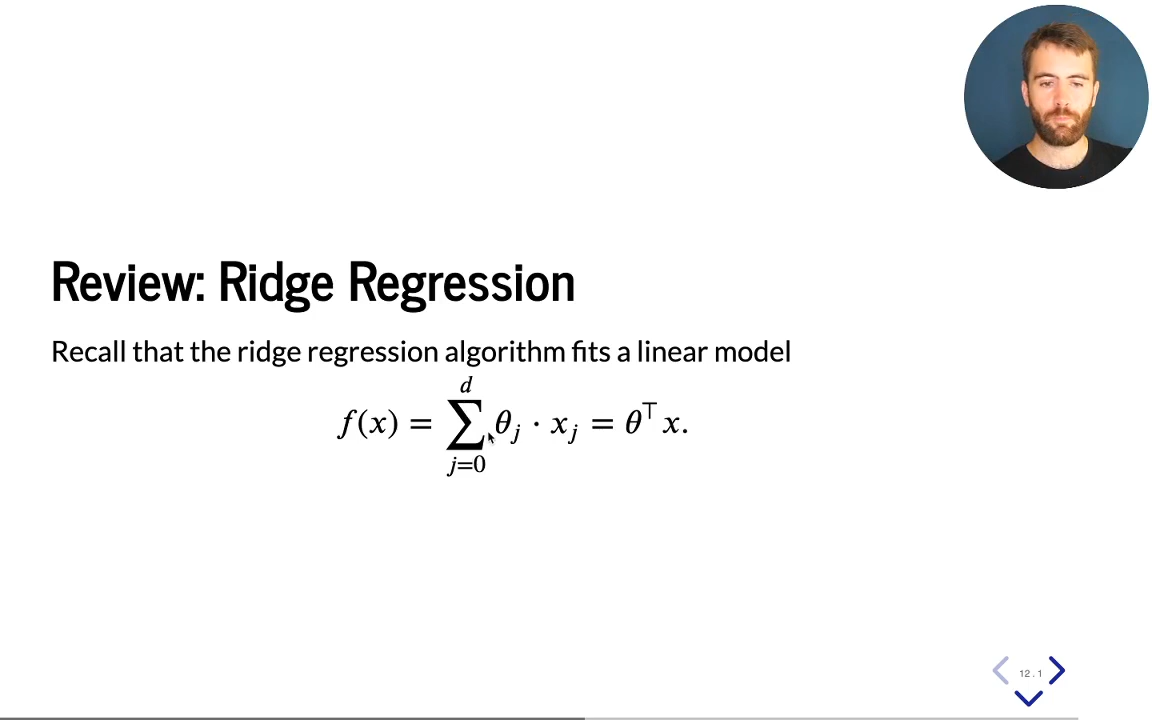 Review: Ridge Regression
Recall that the ridge regression algorithm fits a linear model
f(x) = ∑_{j=0}^{d} θ_j · x_j = θ^⊤ x.
12.1